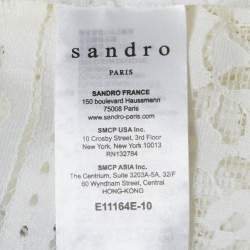 sandro
PARIS
SANDRO FRANCE
150 boulevard Haussmann
75008 Paris
www.sandro-paris.com
SMCP USA Inc.
10 Crosby Street, 3rd Floor
New York, New York 10013
RN132784
SMCP ASIA Inc.
The Centrium, Suite 3203A-5A, 32/F
60 Wyndham Street, Central
HONG-KONG
E11164E-10